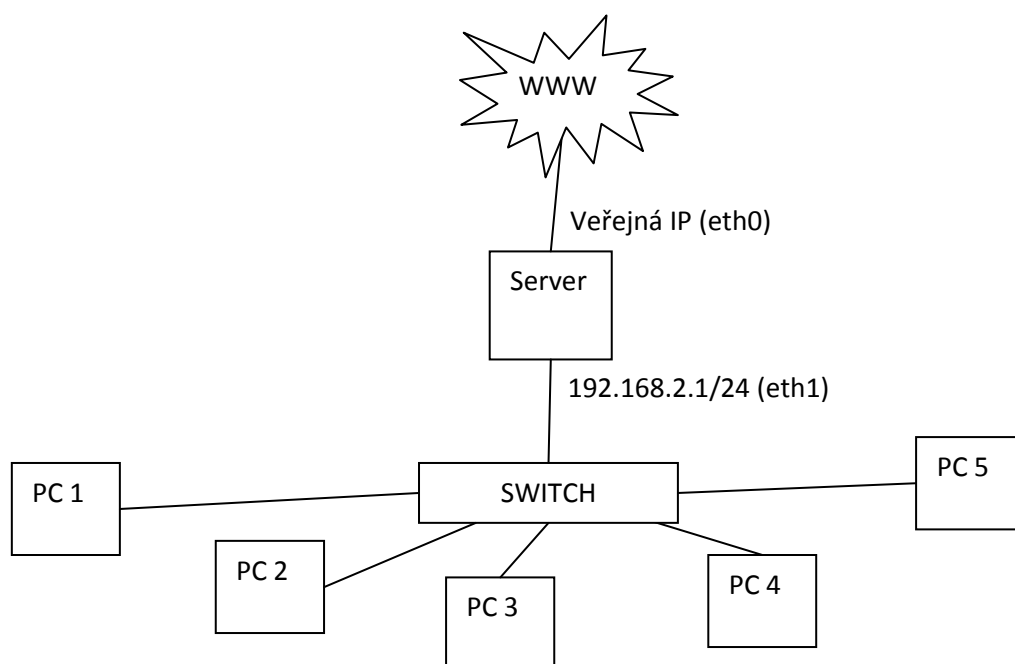 WWW
Veřejná IP (eth0)
Server
192.168.2.1/24 (eth1)
PC 1
SWITCH
PC 5
PC 2
PC 3
PC 4